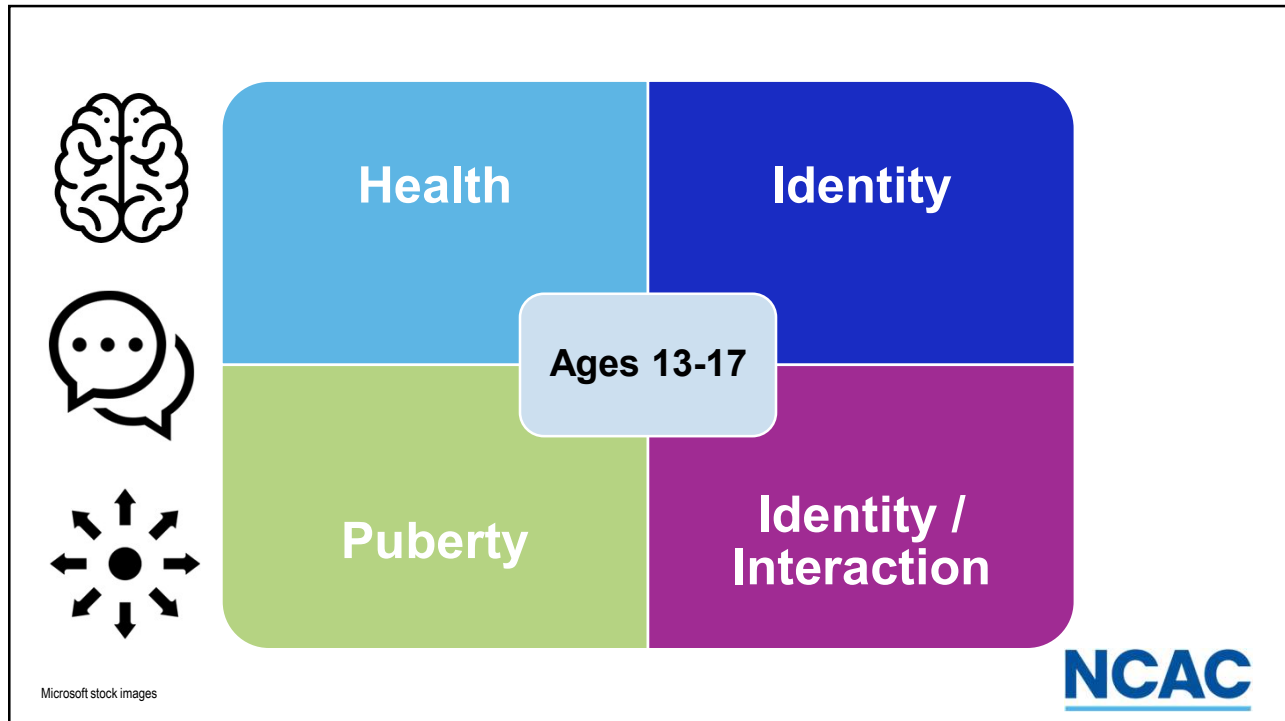 Health
Identity
Ages 13-17
Puberty
Identity /
Interaction
Microsoft stock images
NCAC